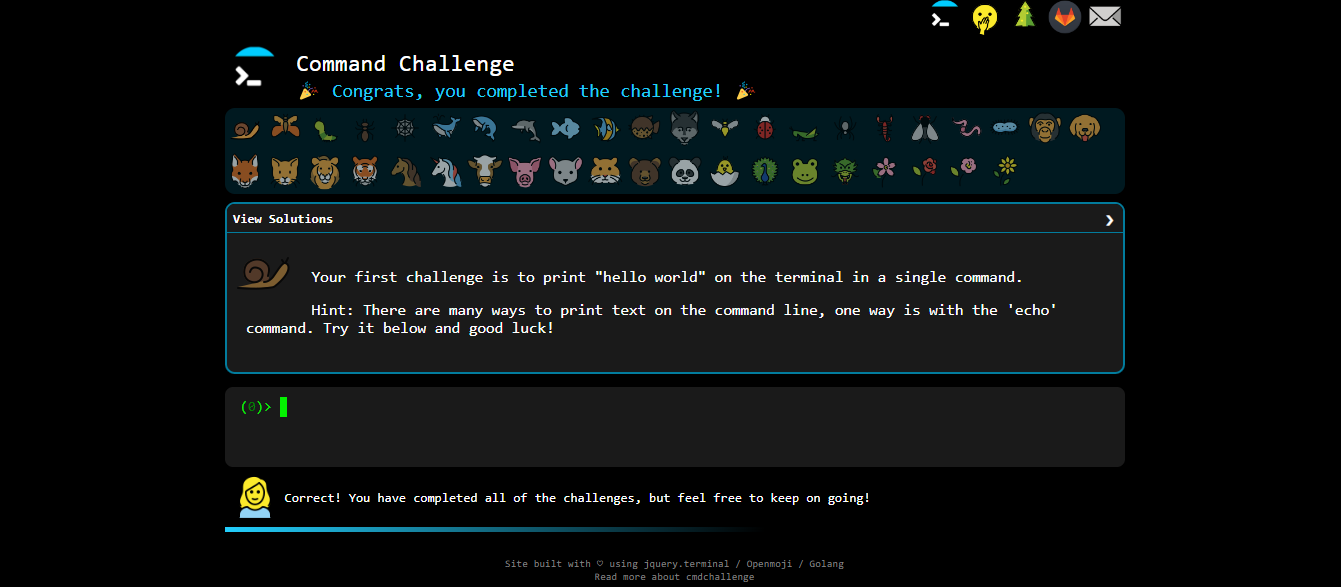 Command Challenge
🎉 Congrats, you completed the challenge! 🎉
View Solutions ❯
Your first challenge is to print "hello world" on the terminal in a single command.
Hint: There are many ways to print text on the command line, one way is with the 'echo'
command. Try it below and good luck!
(0)>
Correct! You have completed all of the challenges, but feel free to keep on going!
Site built with ♡ using jquery.terminal / Openmoji / Golang
Read more about cmdchallenge